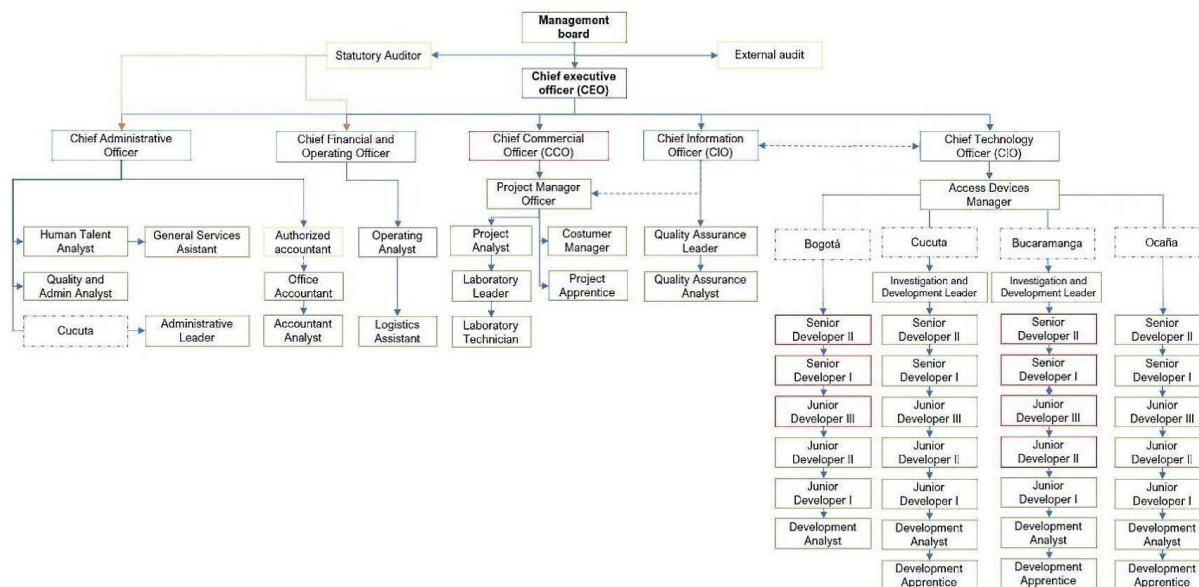 Management
board
Statutory Auditor
External audit
Chief executive
officer (CEO)
Chief Administrative
Officer
Chief Financial and
Operating Officer
Chief Commercial
Officer (CCO)
Chief Information
Officer (CIO)
Chief Technology
Officer (CIO)
Project Manager
Officer
Access Devices
Manager
Human Talent
Analyst
General Services
Asistant
Authorized
accountant
Operating
Analyst
Project
Analyst
Costumer
Manager
Quality Assurance
Leader
Bogotá
Cucuta
Bucaramanga
Ocaña
Quality and
Admin Analyst
Office
Accountant
Laboratory
Leader
Project
Apprentice
Quality Assurance
Analyst
Investigation and
Development Leader
Investigation and
Development Leader
Cucuta
Administrative
Leader
Accountant
Analyst
Logistics
Assistant
Laboratory
Technician
Senior
Developer II
Senior
Developer II
Senior
Developer II
Senior
Developer II
Senior
Developer I
Senior
Developer I
Senior
Developer I
Senior
Developer I
Junior
Developer III
Junior
Developer III
Junior
Developer III
Junior
Developer III
Junior
Developer II
Junior
Developer II
Junior
Developer II
Junior
Developer II
Junior
Developer I
Junior
Developer I
Junior
Developer I
Junior
Developer I
Development
Analyst
Development
Analyst
Development
Analyst
Development
Analyst
Development
Apprentice
Development
Apprentice
Development
Apprentice